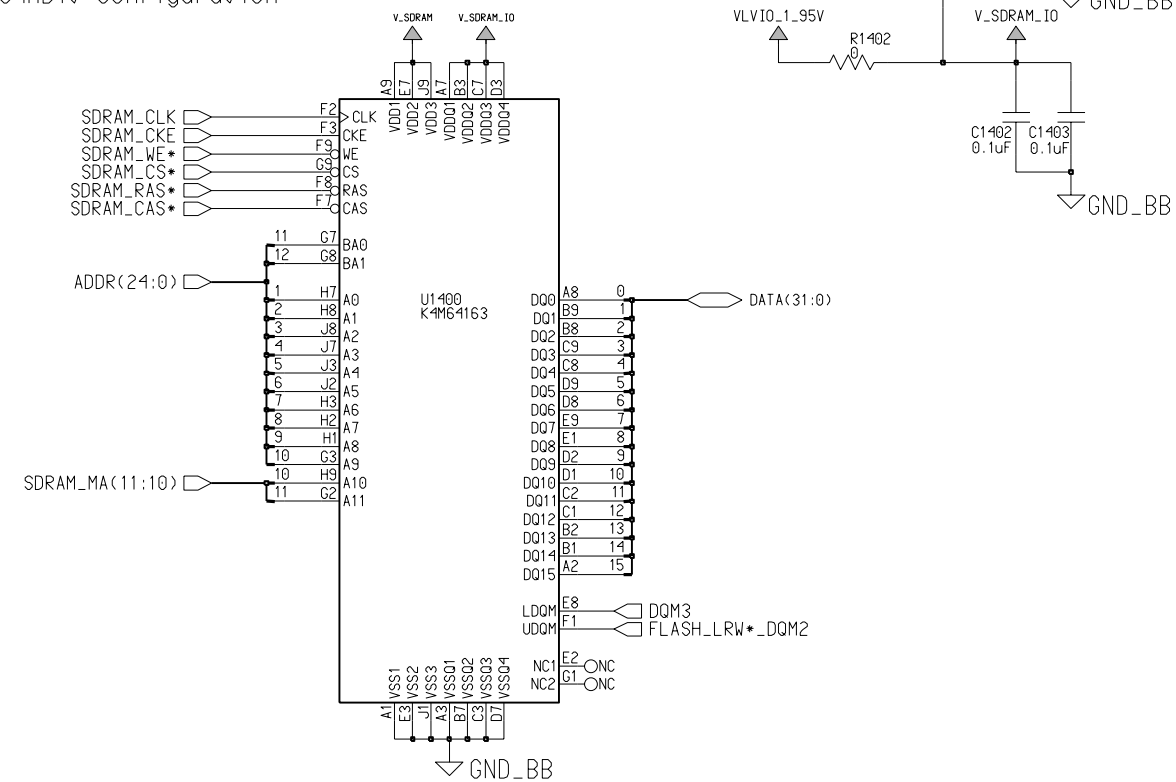 Configuration
GND_BB
V_SDRAM V_SDRAM_IO
VLVIO_1_95V
V_SDRAM_IO
R1402
0
A9 E7 J9 A7 B3 C7 D3
VDD1 VDD2 VDD3 VDDQ1 VDDQ2 VDDQ3 VDDQ4
C1402 C1403
0.1uF 0.1uF
GND_BB
SDRAM_CLK F2 CLK
SDRAM_CKE F3 CKE
SDRAM_WE* F9 WE
SDRAM_CS* G9 CS
SDRAM_RAS* F8 RAS
SDRAM_CAS* F7 CAS
11 G7 BA0
12 G8 BA1
ADDR(24:0)
U1400
K4M64163
1 H7 A0
2 H8 A1
3 J8 A2
4 J7 A3
5 J3 A4
6 J2 A5
7 H3 A6
8 H2 A7
9 H1 A8
10 G3 A9
SDRAM_MA(11:10) 10 H9 A10
11 G2 A11
DQ0 A8 0 DATA(31:0)
DQ1 B9 1
DQ2 B8 2
DQ3 C9 3
DQ4 C8 4
DQ5 D9 5
DQ6 D8 6
DQ7 E9 7
DQ8 E1 8
DQ9 D2 9
DQ10 D1 10
DQ11 C2 11
DQ12 C1 12
DQ13 B2 13
DQ14 B1 14
DQ15 A2 15
LDQM E8 DQM3
UDQM F1 FLASH_LRW*_DQM2
NC1 E2 NC
NC2 G1 NC
VSS1 VSS2 VSS3 VSSQ1 VSSQ2 VSSQ3 VSSQ4
A1 E3 J1 A3 B7 C3 D7
GND_BB